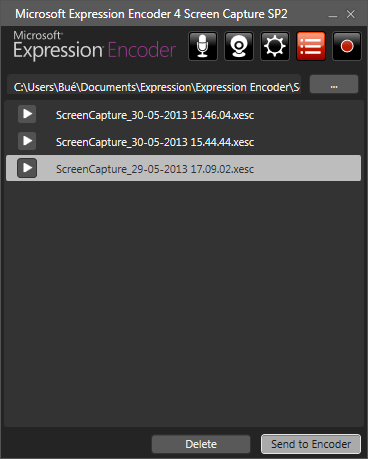 Microsoft Expression Encoder 4 Screen Capture SP2
Microsoft®
Expression Encoder
C:\Users\Bué\Documents\Expression\Expression Encoder\S
...
ScreenCapture_30-05-2013 15.46.04.xesc
ScreenCapture_30-05-2013 15.44.44.xesc
ScreenCapture_29-05-2013 17.09.02.xesc
Delete
Send to Encoder